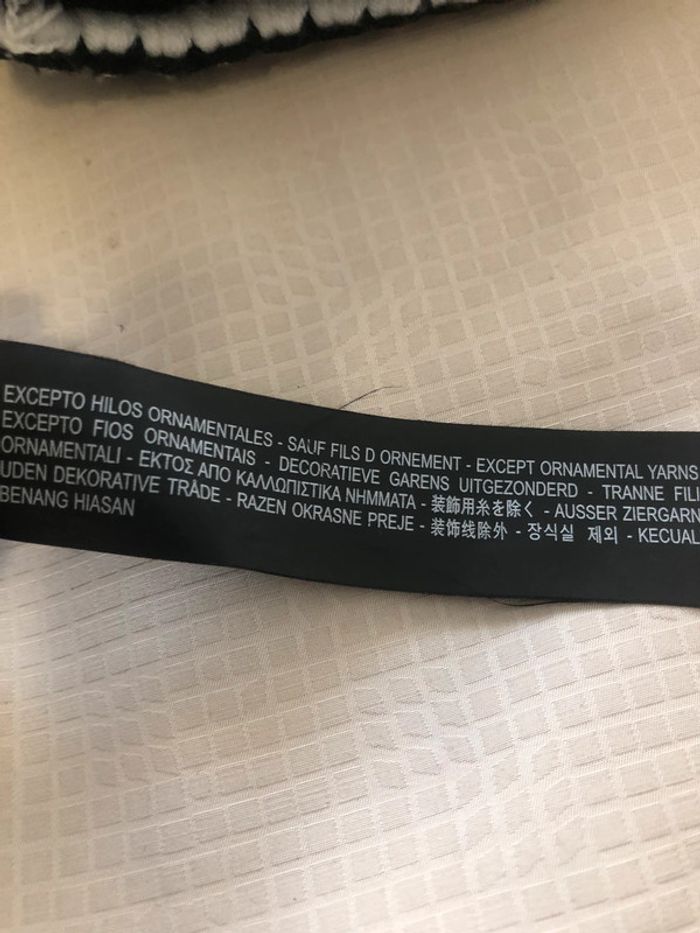 EXCEPTO HILOS ORNAMENTALES - SAUF FILS D ORNEMENT - EXCEPT ORNAMENTAL YARNS
EXCEPTO FIOS ORNAMENTAIS - DECORATIEVE GARENS UITGEZONDERD - TRANNE FILI
ORNAMENTALI - ΕΚΤΟΣ ΑΠΟ ΚΑΛΛΩΠΙΣΤΙΚΑ ΝΗΜΜΑΤΑ - 装飾用糸を除く - AUSSER ZIERGARN
UDEN DEKORATIVE TRÅDE - RAZEN OKRASNE PREJE - 装饰线除外 - 장식실 제외 - KECUAL
BENANG HIASAN